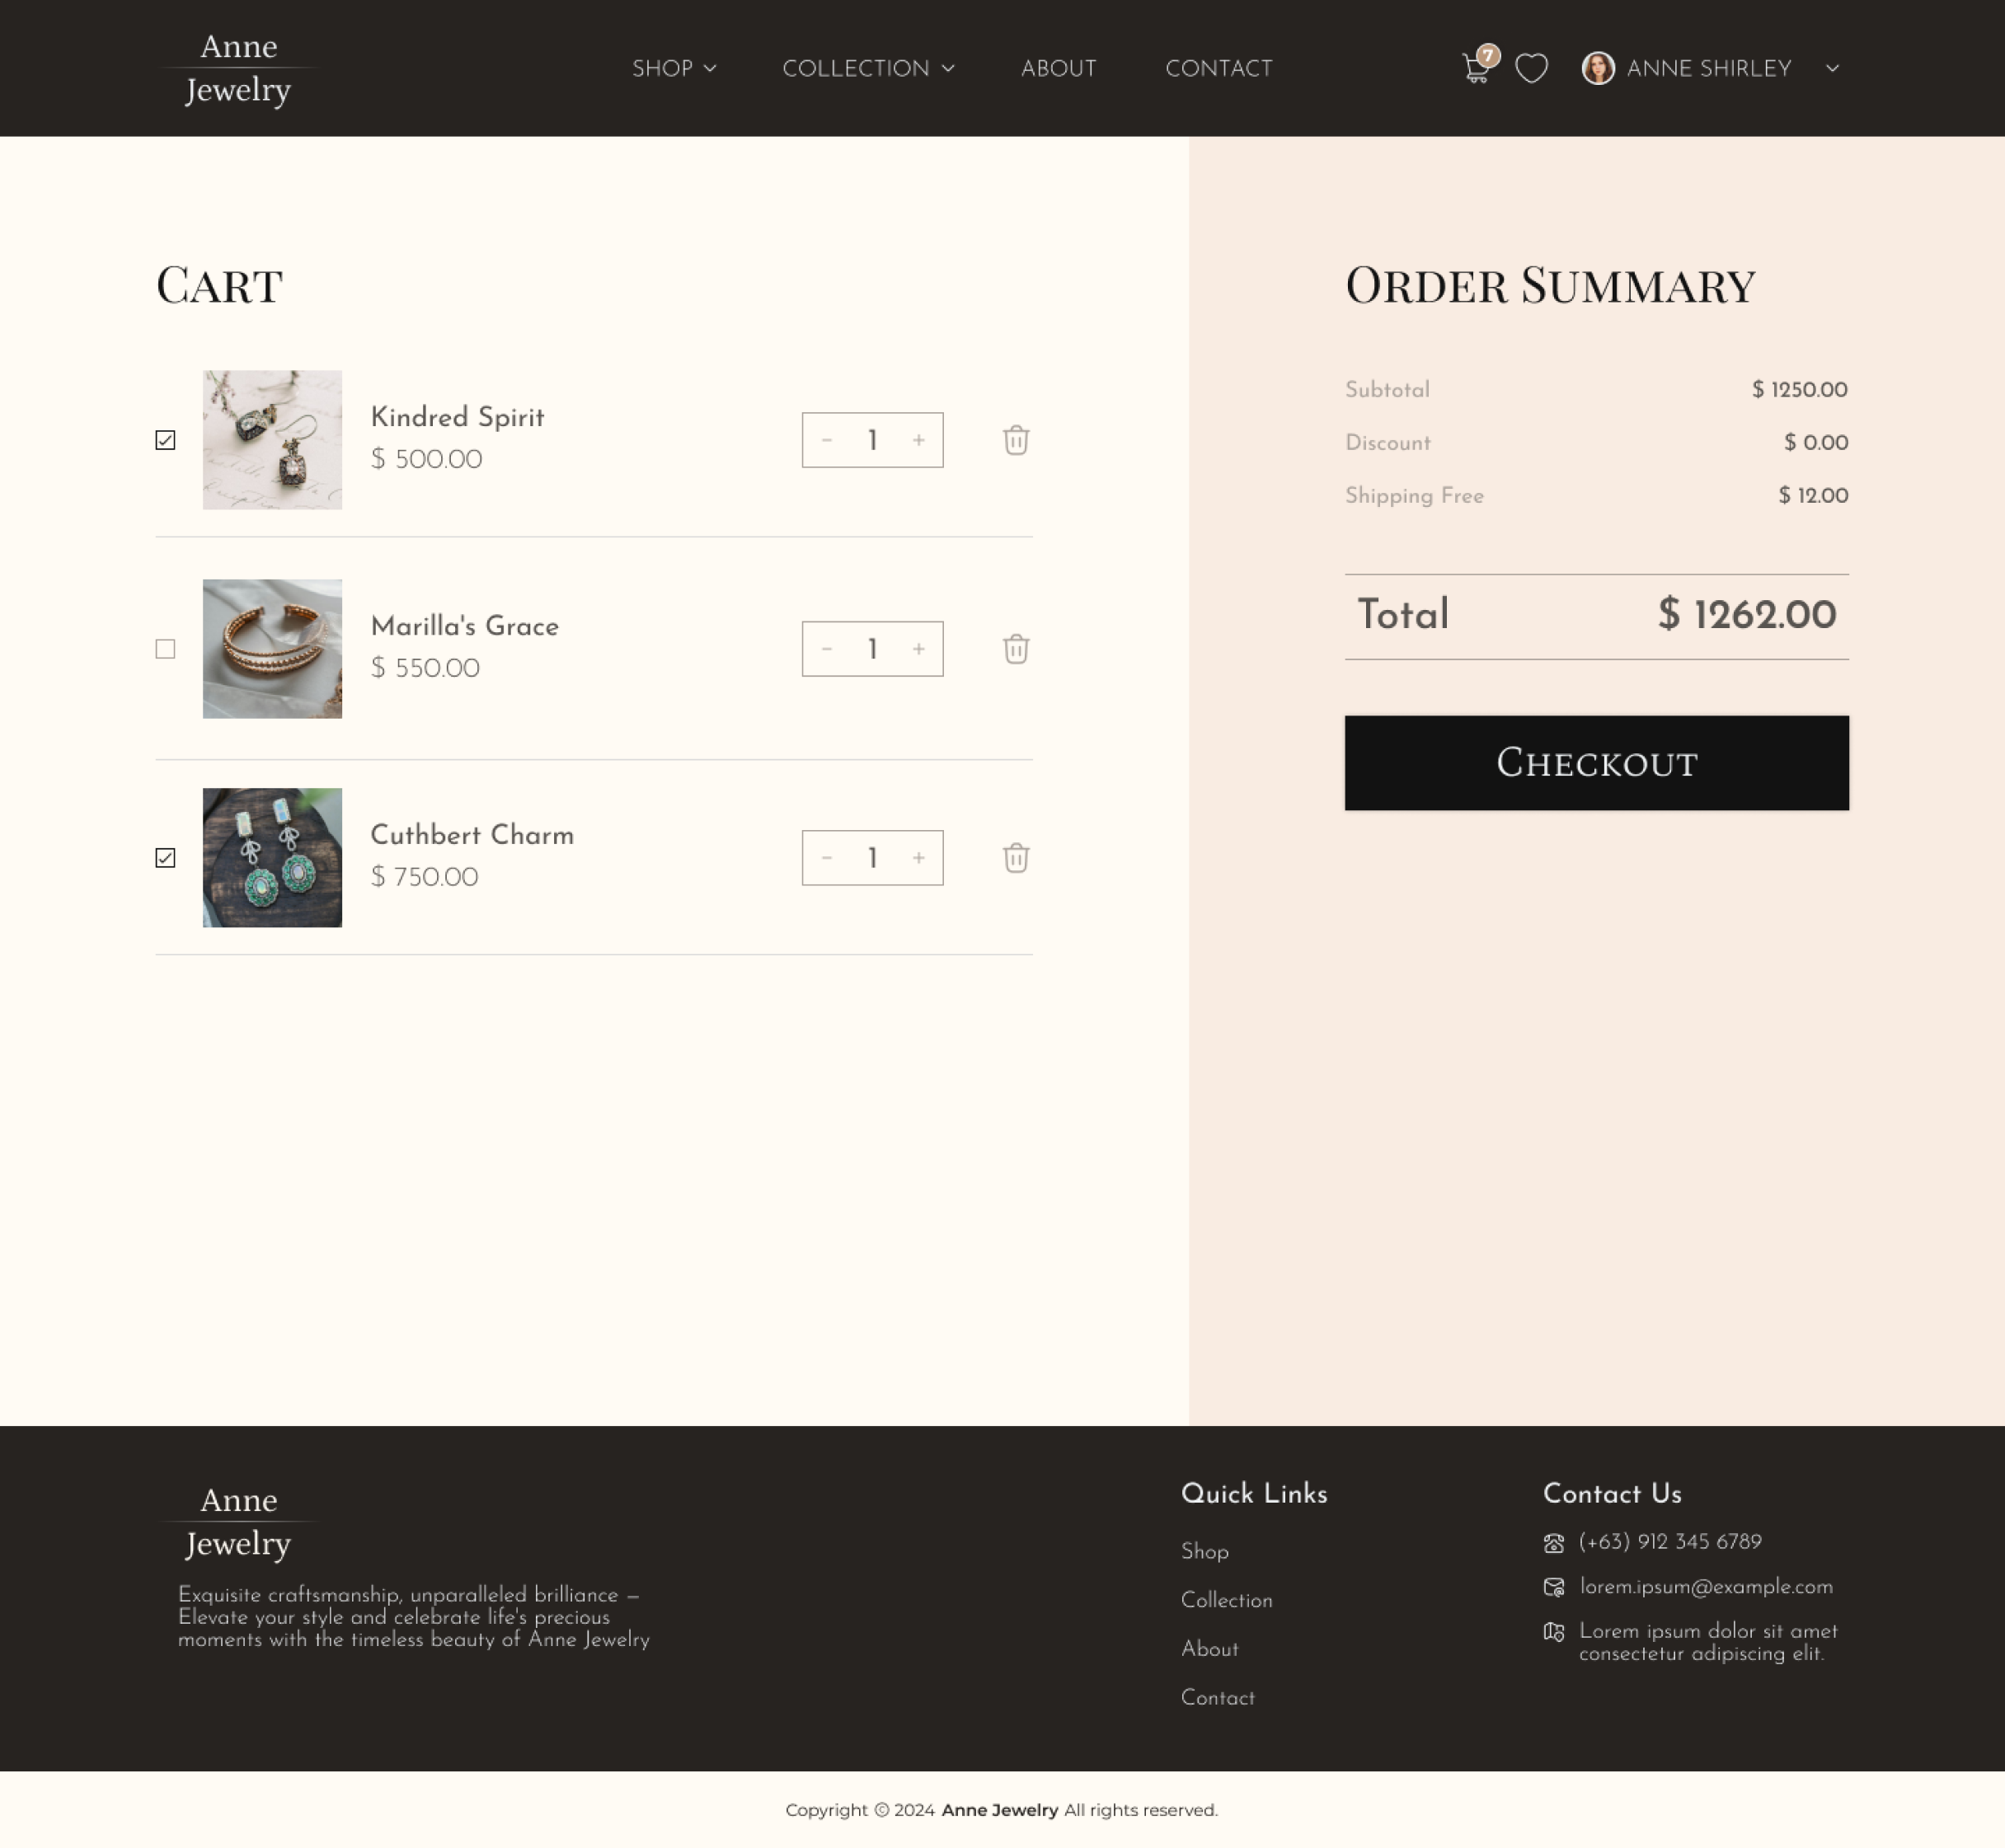 Anne
Jewelry
SHOP
COLLECTION
ABOUT
CONTACT
7
ANNE SHIRLEY
Cart
Kindred Spirit
$ 500.00
- 1 +
Marilla's Grace
$ 550.00
- 1 +
Cuthbert Charm
$ 750.00
- 1 +
Order Summary
Subtotal $ 1250.00
Discount $ 0.00
Shipping Free $ 12.00
Total $ 1262.00
Checkout
Anne
Jewelry
Exquisite craftsmanship, unparalleled brilliance –
Elevate your style and celebrate life's precious
moments with the timeless beauty of Anne Jewelry
Quick Links
Shop
Collection
About
Contact
Contact Us
(+63) 912 345 6789
lorem.ipsum@example.com
Lorem ipsum dolor sit amet
consectetur adipiscing elit.
Copyright © 2024 Anne Jewelry All rights reserved.